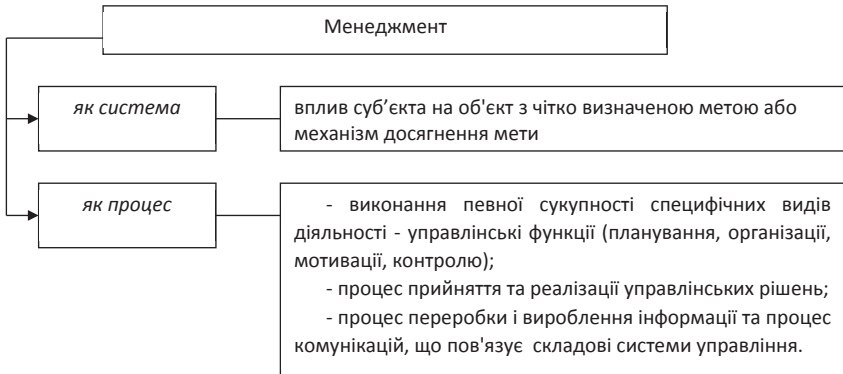 Менеджмент
як система
вплив суб’єкта на об'єкт з чітко визначеною метою або
механізм досягнення мети
як процес
- виконання певної сукупності специфічних видів
діяльності - управлінські функції (планування, організації,
мотивації, контролю);
- процес прийняття та реалізації управлінських рішень;
- процес переробки і вироблення інформації та процес
комунікацій, що пов'язує складові системи управління.